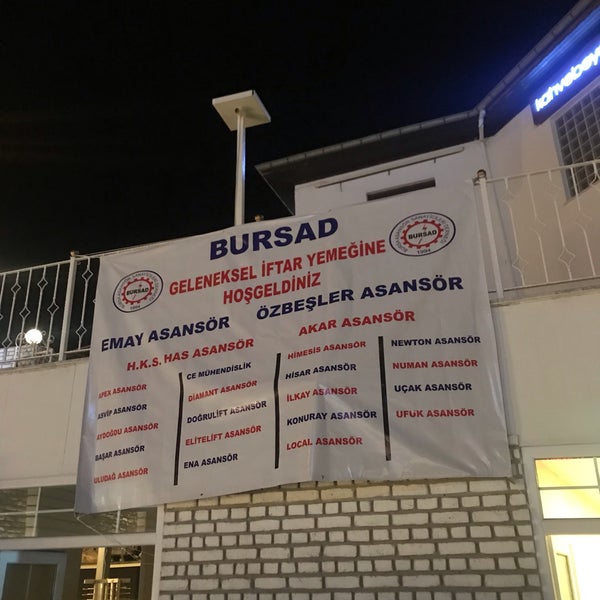 kahvebey
BURSAD
GELENEKSEL İFTAR YEMEĞİNE
HOŞGELDİNİZ
BURSAD
1994
BURSAD
1994
EMAY ASANSÖR
ÖZBEŞLER ASANSÖR
H.K.S. HAS ASANSÖR
AKAR ASANSÖR
APEX ASANSÖR
ASVİP ASANSÖR
AYDOĞDU ASANSÖR
BAŞAR ASANSÖR
ULUDAĞ ASANSÖR
CE MÜHENDİSLİK
DİAMANT ASANSÖR
DOĞRULİFT ASANSÖR
ELİTELİFT ASANSÖR
ENA ASANSÖR
HİMESİS ASANSÖR
HİSAR ASANSÖR
İLKAY ASANSÖR
KONURAY ASANSÖR
LOCAL ASANSÖR
NEWTON ASANSÖR
NUMAN ASANSÖR
UÇAK ASANSÖR
UFUK ASANSÖR